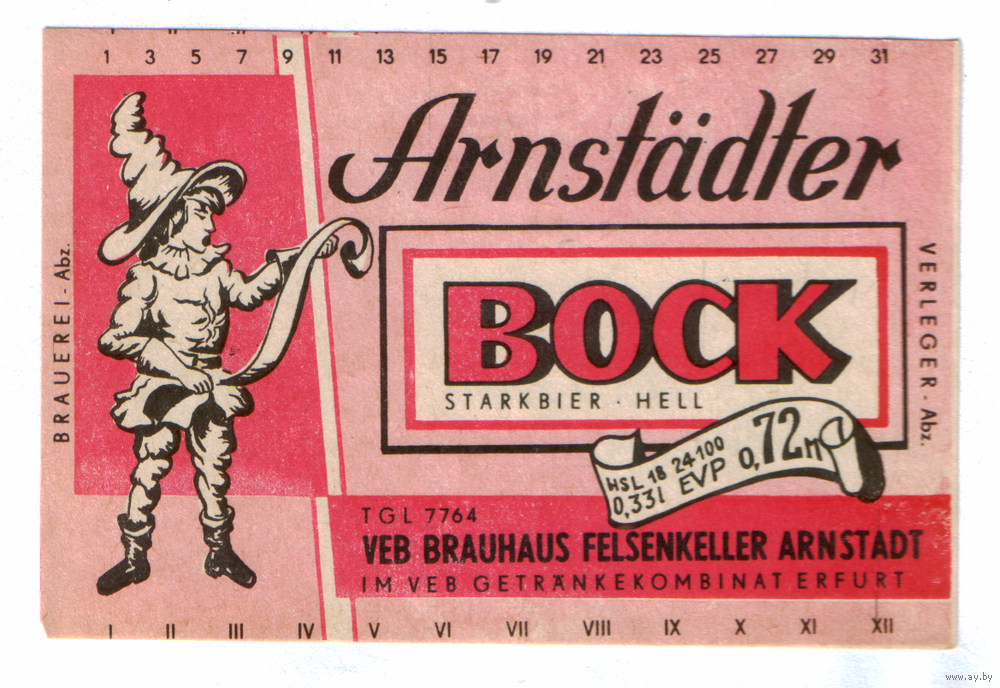 1 3 5 7 9 11 13 15 17 19 21 23 25 27 29 31
Arnstädter
BRAUEREI-Abz.
VERLEGER-Abz.
BOCK
STARKBIER · HELL
HSL 18 24-100
0,33l EVP 0,72M
TGL 7764
VEB BRAUHAUS FELSENKELLER ARNSTADT
IM VEB GETRÄNKEKOMBINAT ERFURT
I II III IV V VI VII VIII IX X XI XII
www.ay.by